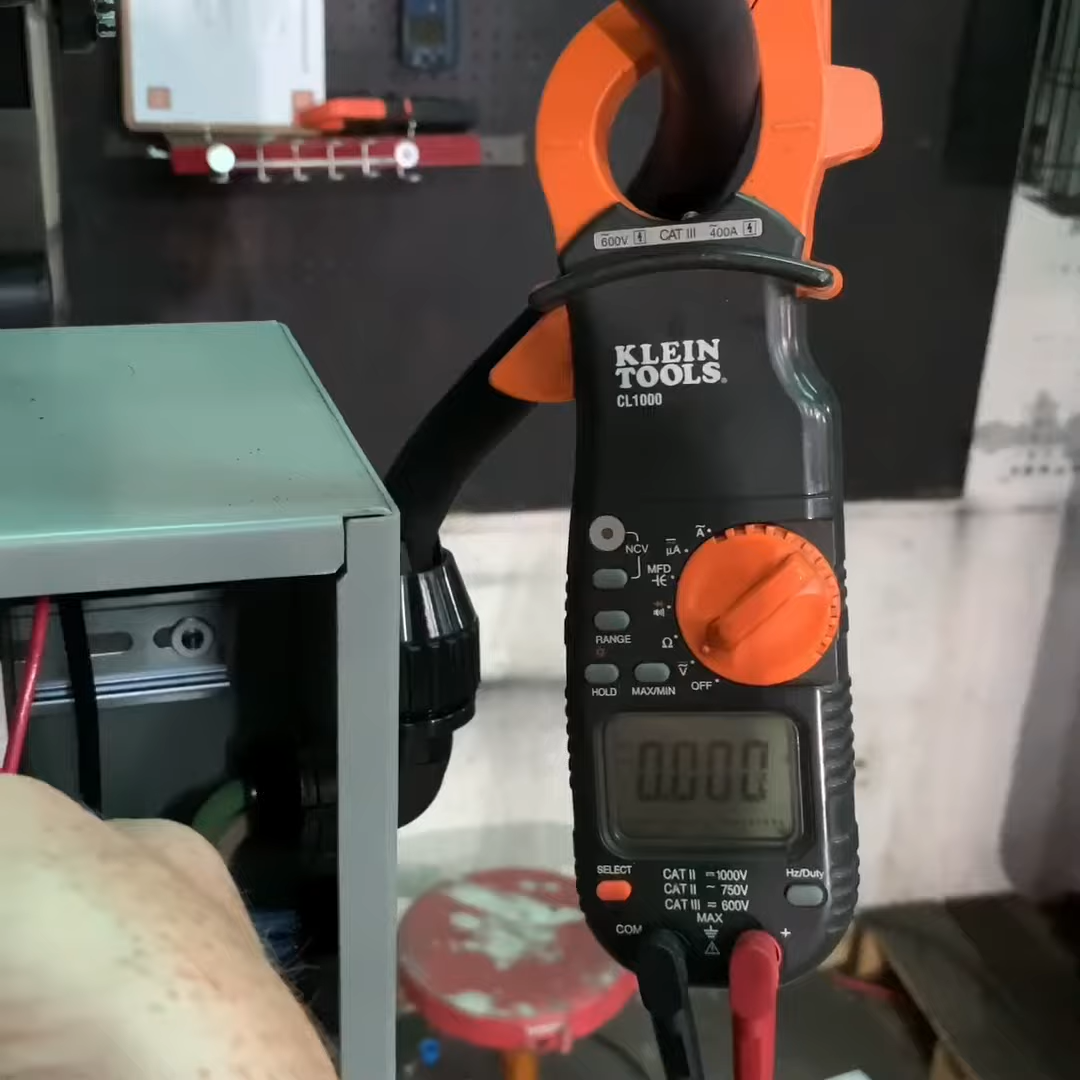 600V CAT III 400A
KLEIN
TOOLS
CL1000
Ã
NCV
µA
MFD
RANGE
Ω
HOLD MAX/MIN Ṽ OFF
0.000
SELECT
CAT II ⎓1000V
CAT II ~ 750V
CAT III ≂ 600V
MAX
Hz/Duty
COM
+